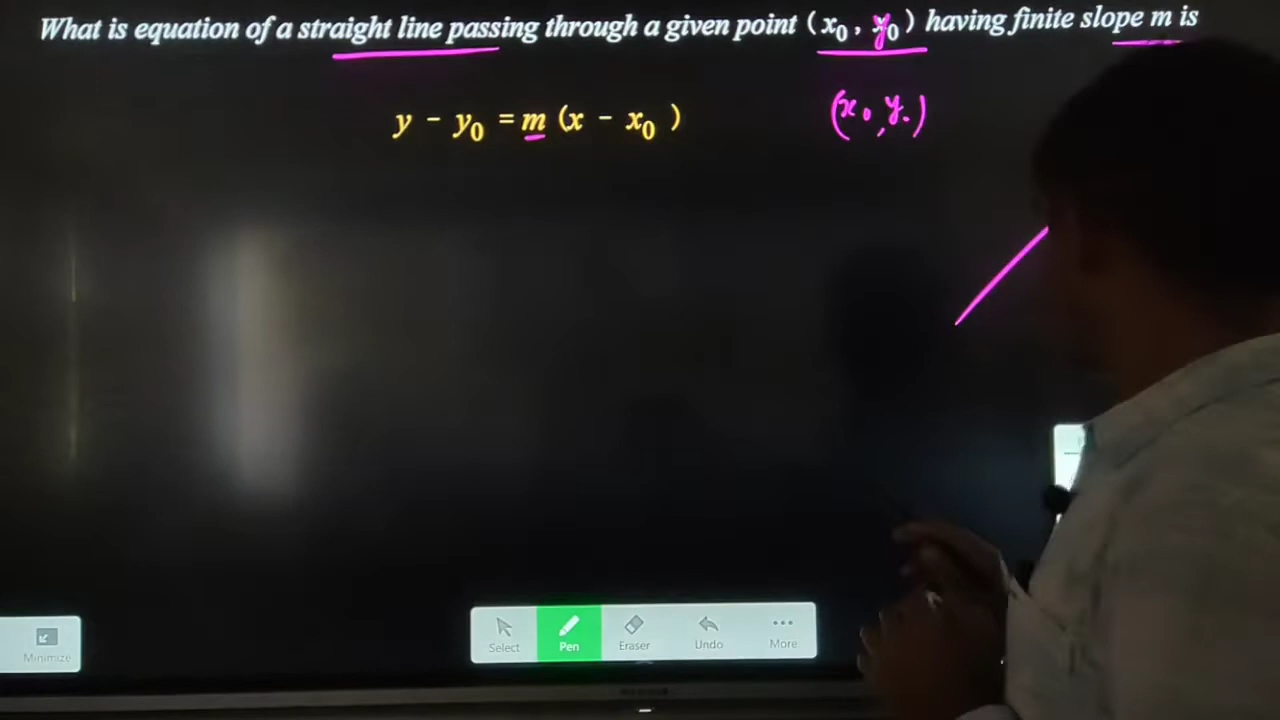 What is equation of a straight line passing through a given point (x₀, y₀) having finite slope m is
y - y₀ = m (x - x₀) (x₀, y₀)
Minimize Select Pen Eraser Undo More